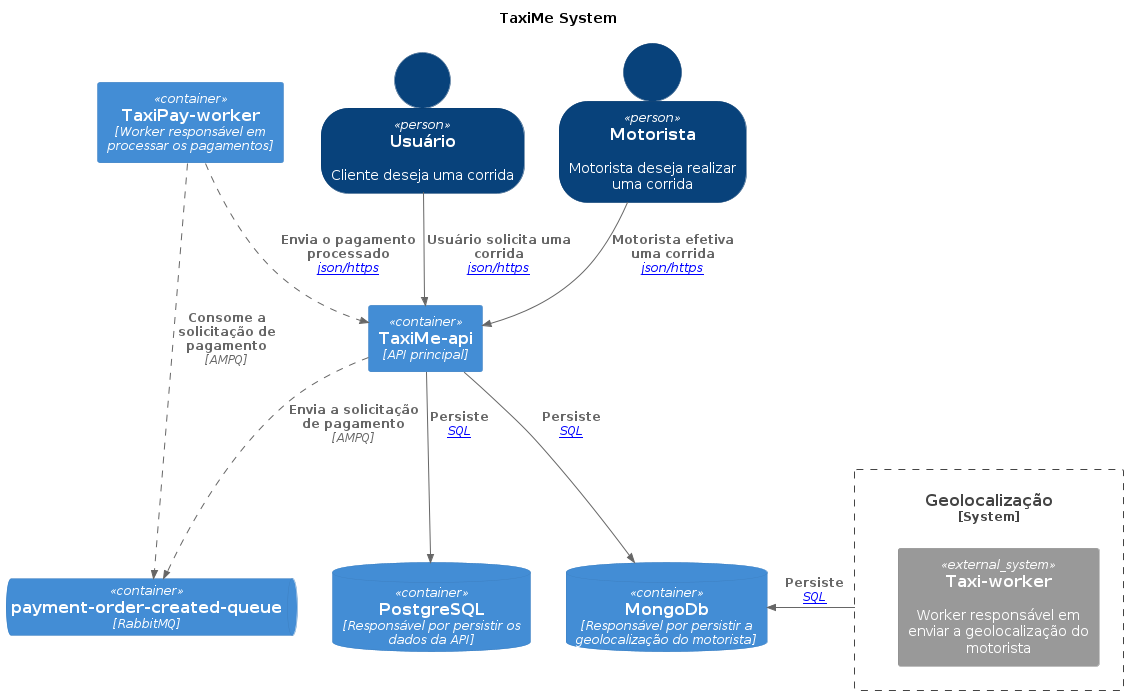 TaxiMe System
«container»
TaxiPay-worker
[Worker responsável em
processar os pagamentos]
«person»
Usuário
Cliente deseja uma corrida
«person»
Motorista
Motorista deseja realizar
uma corrida
Envia o pagamento
processado
json/https
Usuário solicita uma
corrida
json/https
Motorista efetiva
uma corrida
json/https
Consome a
solicitação de
pagamento
[AMPQ]
«container»
TaxiMe-api
[API principal]
Envia a solicitação
de pagamento
[AMPQ]
Persiste
SQL
Persiste
SQL
Geolocalização
[System]
«external_system»
Taxi-worker
Worker responsável em
enviar a geolocalização do
motorista
Persiste
SQL
«container»
payment-order-created-queue
[RabbitMQ]
«container»
PostgreSQL
[Responsável por persistir os
dados da API]
«container»
MongoDb
[Responsável por persistir a
geolocalização do motorista]